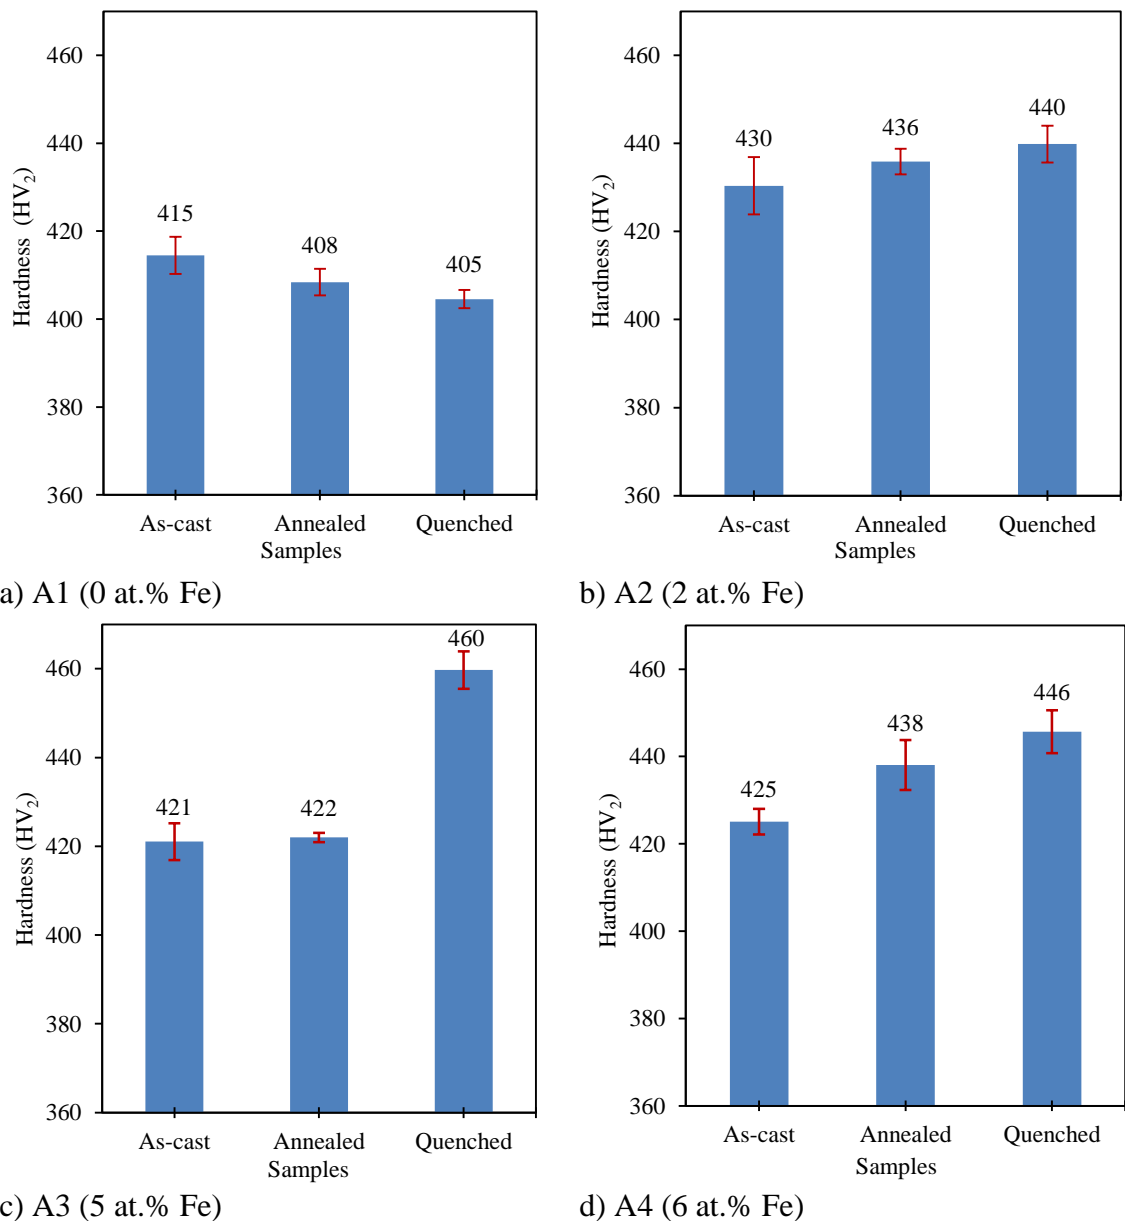 460
440
420
400
380
360
Hardness (HV2)
415
408
405
As-cast
Annealed
Quenched
Samples
a) A1 (0 at.% Fe)
460
440
420
400
380
360
Hardness (HV2)
430
436
440
As-cast
Annealed
Quenched
Samples
b) A2 (2 at.% Fe)
460
440
420
400
380
360
Hardness (HV2)
421
422
460
As-cast
Annealed
Quenched
Samples
c) A3 (5 at.% Fe)
460
440
420
400
380
360
Hardness (HV2)
425
438
446
As-cast
Annealed
Quenched
Samples
d) A4 (6 at.% Fe)